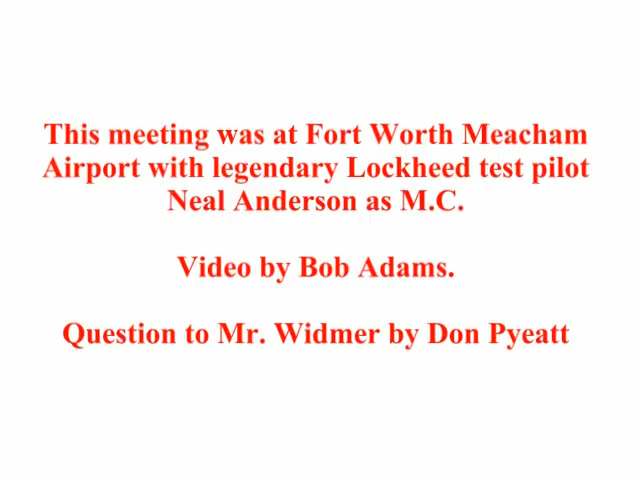 This meeting was at Fort Worth Meacham
Airport with legendary Lockheed test pilot
Neal Anderson as M.C.
Video by Bob Adams.
Question to Mr. Widmer by Don Pyeatt